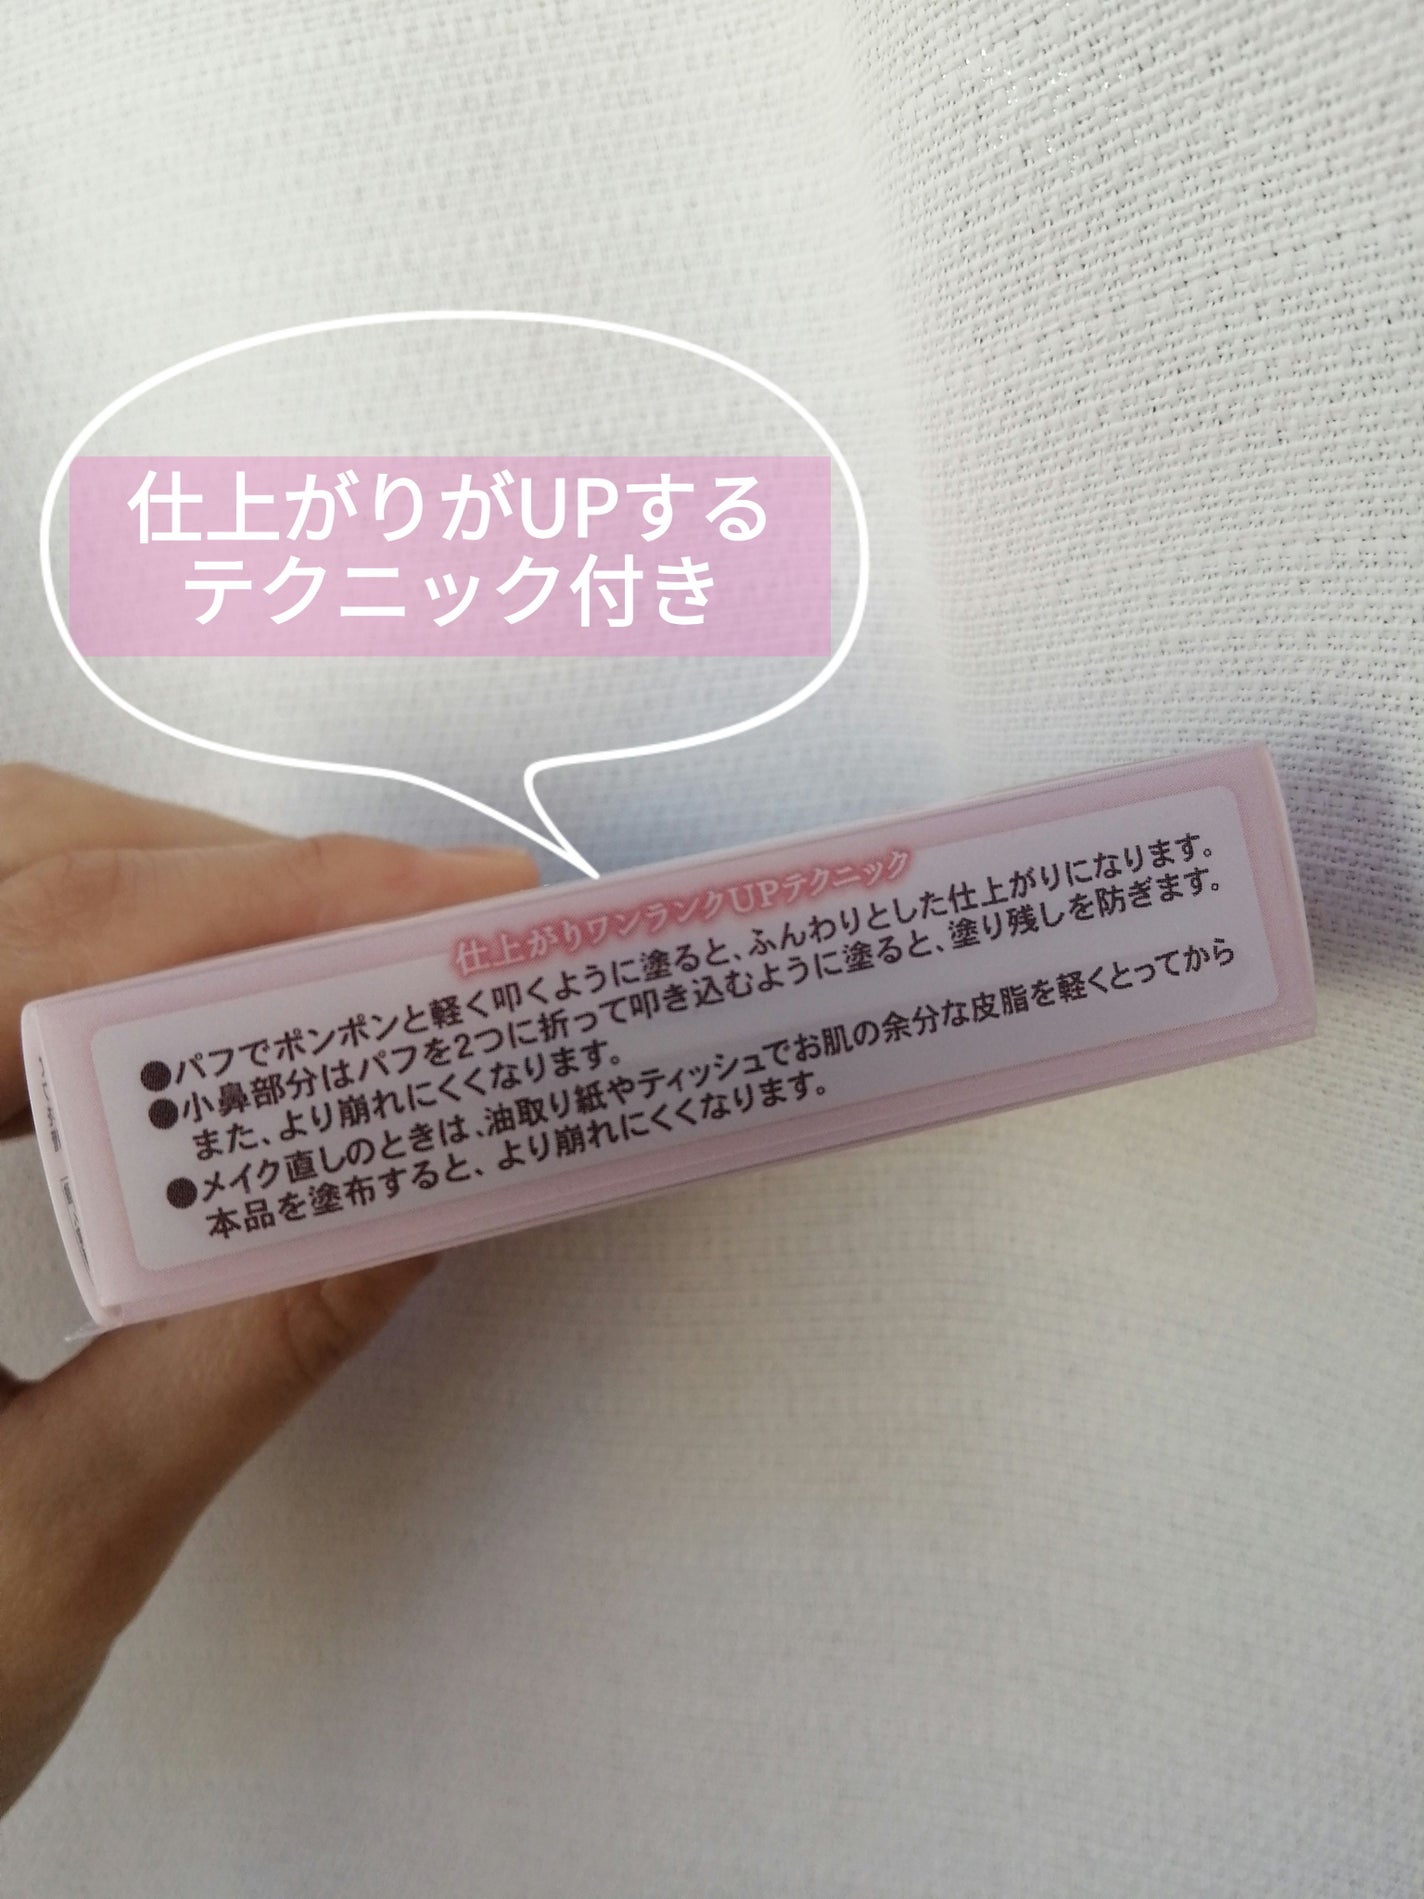 仕上がりがUPする
テクニック付き
仕上がりワンランクUPテクニック
●パフでポンポンと軽く叩くように塗ると、ふんわりとした仕上がりになります。
●小鼻部分はパフを2つに折って叩き込むように塗ると、塗り残しを防ぎます。
また、より崩れにくくなります。
●メイク直しのときは、油取り紙やティッシュでお肌の余分な皮脂を軽くとってから
本品を塗布すると、より崩れにくくなります。